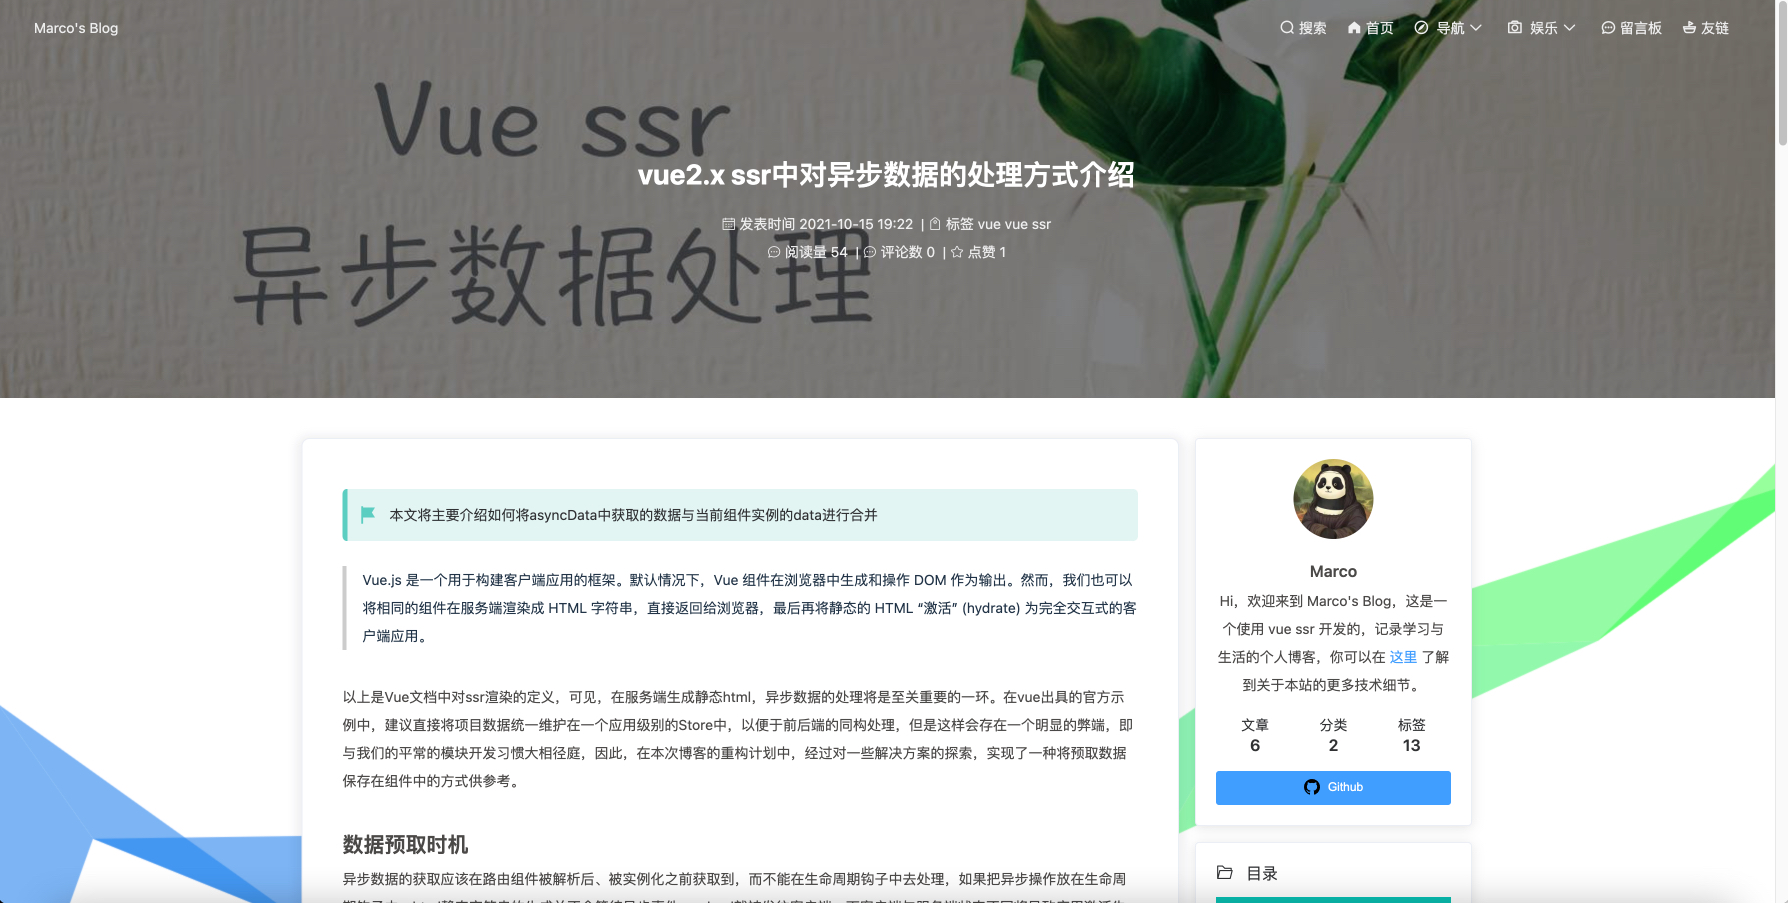 Marco's Blog
搜索 首页 导航 娱乐 留言板 友链
Vue ssr
异步数据处理
vue2.x ssr中对异步数据的处理方式介绍
发表时间 2021-10-15 19:22 | 标签 vue vue ssr
阅读量 54 | 评论数 0 | 点赞 1
本文将主要介绍如何将asyncData中获取的数据与当前组件实例的data进行合并
Vue.js 是一个用于构建客户端应用的框架。默认情况下，Vue 组件在浏览器中生成和操作 DOM 作为输出。然而，我们也可以
将相同的组件在服务端渲染成 HTML 字符串，直接返回给浏览器，最后再将静态的 HTML “激活” (hydrate) 为完全交互式的客
户端应用。
以上是Vue文档中对ssr渲染的定义，可见，在服务端生成静态html，异步数据的处理将是至关重要的一环。在vue出具的官方示
例中，建议直接将项目数据统一维护在一个应用级别的Store中，以便于前后端的同构处理，但是这样会存在一个明显的弊端，即
与我们的平常的模块开发习惯大相径庭，因此，在本次博客的重构计划中，经过对一些解决方案的探索，实现了一种将预取数据
保存在组件中的方式供参考。
数据预取时机
异步数据的获取应该在路由组件被解析后、被实例化之前获取到，而不能在生命周期钩子中去处理，如果把异步操作放在生命周
Marco
Hi，欢迎来到 Marco's Blog，这是一
个使用 vue ssr 开发的，记录学习与
生活的个人博客，你可以在 这里 了解
到关于本站的更多技术细节。
文章 分类 标签
6 2 13
Github
目录